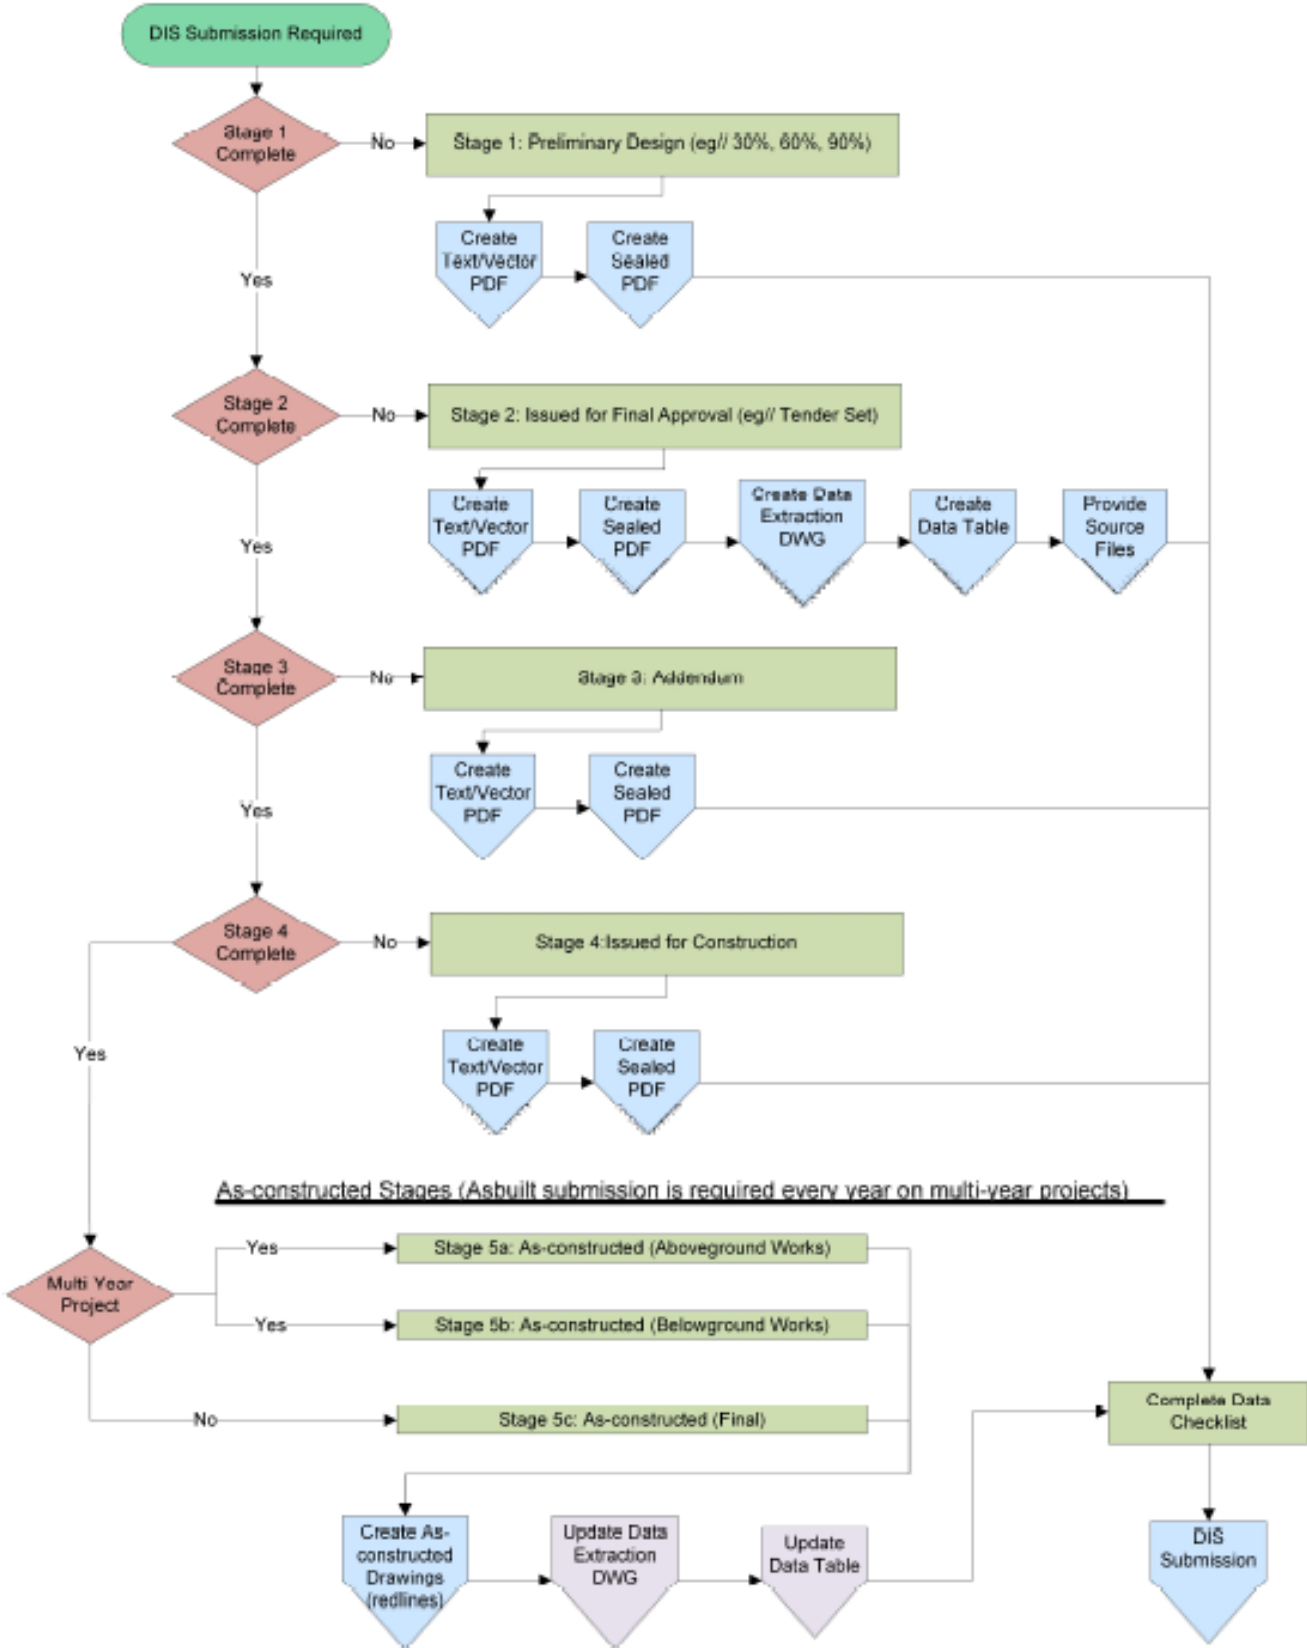 DIS Submission Required
Stage 1
Complete
No
Stage 1: Preliminary Design (eg// 30%, 60%, 90%)
Create
Text/Vector
PDF
Create
Sealed
PDF
Yes
Stage 2
Complete
No
Stage 2: Issued for Final Approval (eg// Tender Set)
Create
Text/Vector
PDF
Create
Sealed
PDF
Create Data
Extraction
DWG
Create
Data Table
Provide
Source
Files
Yes
Stage 3
Complete
No
Stage 3: Addendum
Create
Text/Vector
PDF
Create
Sealed
PDF
Yes
Stage 4
Complete
No
Stage 4:Issued for Construction
Create
Text/Vector
PDF
Create
Sealed
PDF
Yes
As-constructed Stages (Asbuilt submission is required every year on multi-year projects)
Multi Year
Project
Yes
Stage 5a: As-constructed (Aboveground Works)
Yes
Stage 5b: As-constructed (Belowground Works)
No
Stage 5c: As-constructed (Final)
Create As-
constructed
Drawings
(redlines)
Update Data
Extraction
DWG
Update
Data Table
Complete Data
Checklist
DIS
Submission